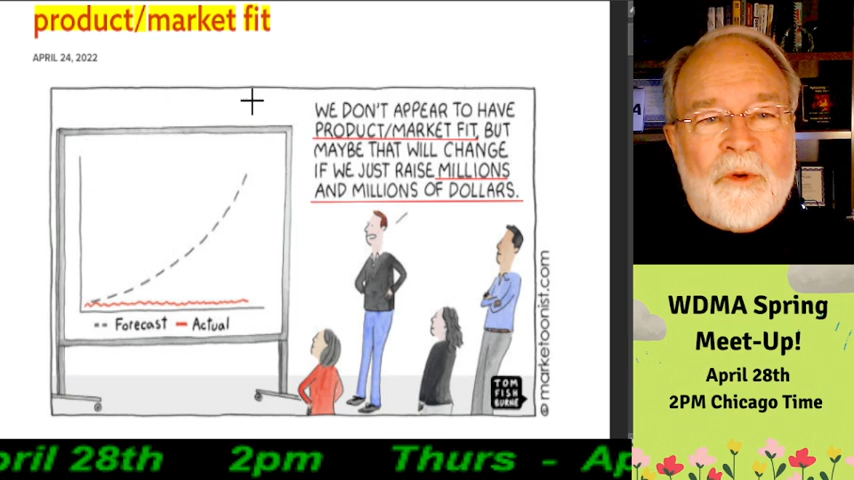 product/market fit
APRIL 24, 2022
WE DON'T APPEAR TO HAVE
PRODUCT/MARKET FIT, BUT
MAYBE THAT WILL CHANGE
IF WE JUST RAISE MILLIONS
AND MILLIONS OF DOLLARS.
-- Forecast — Actual
TOM
FISH
BURNE
© marketoonist.com
WDMA Spring
Meet-Up!
April 28th
2PM Chicago Time
pril 28th 2pm Thurs - Ap